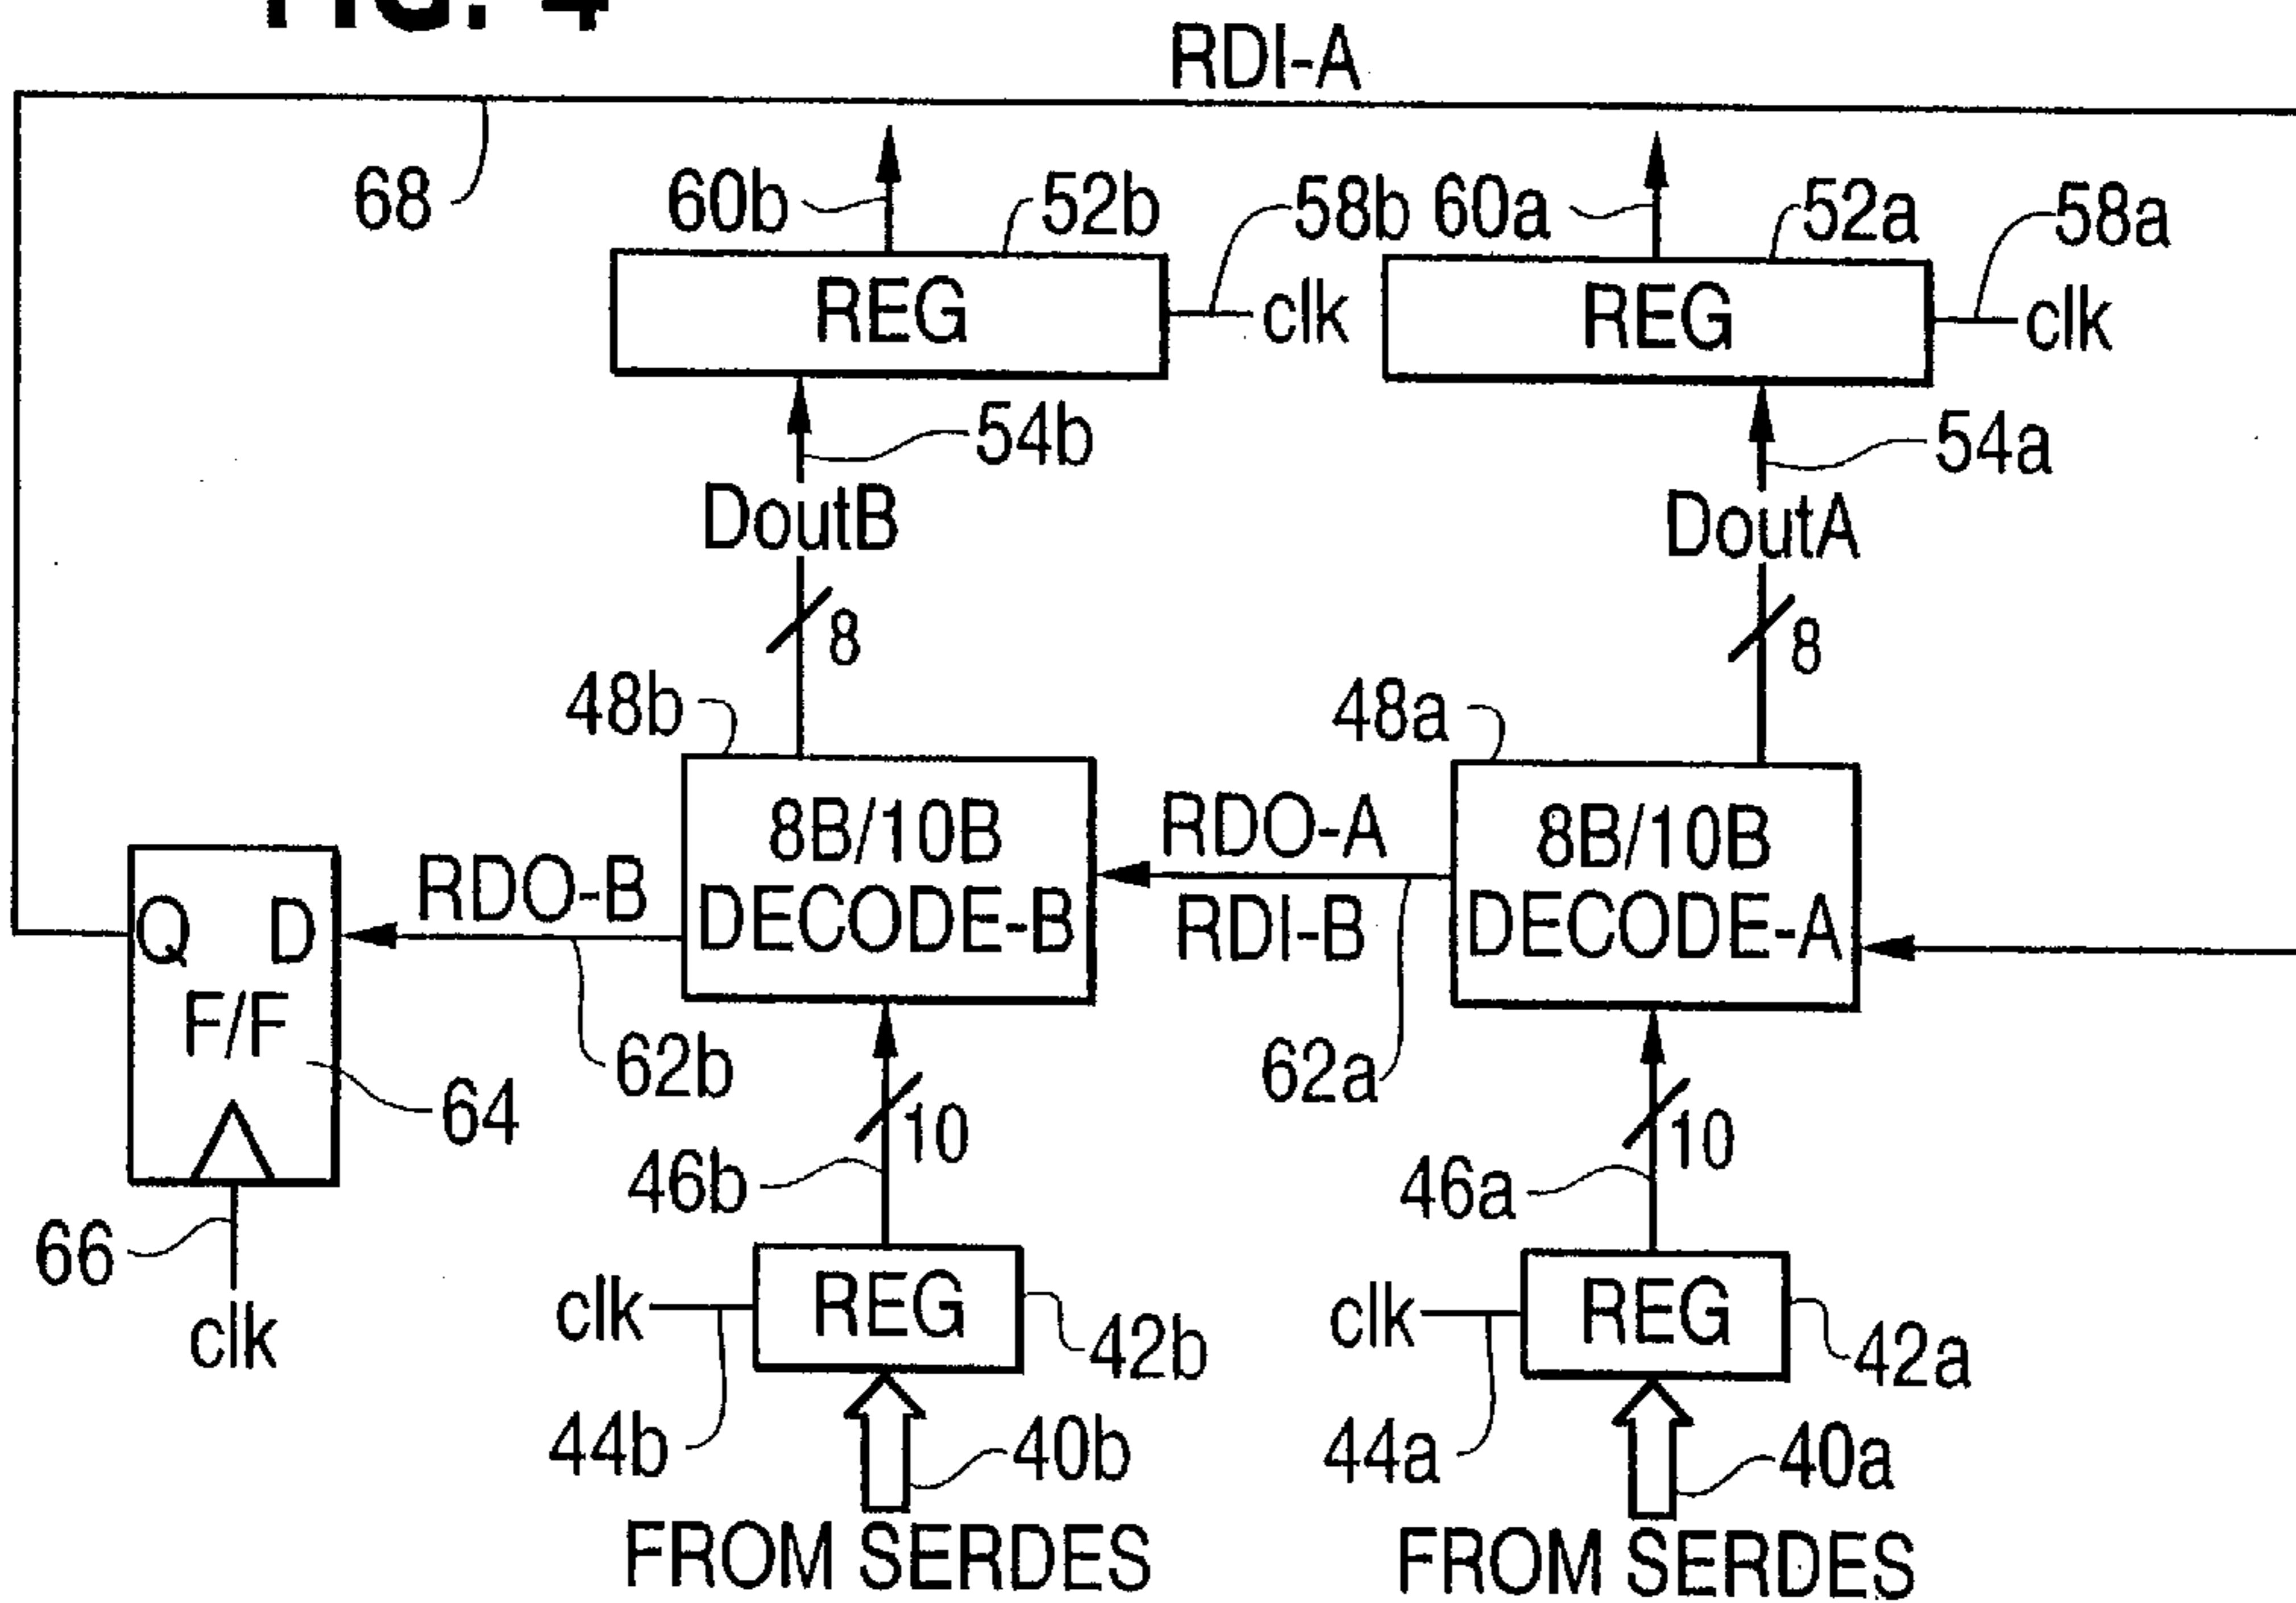 FIG. 4
RDI-A
68
60b
52b
58b
60a
52a
58a
REG
clk
REG
clk
54b
54a
DoutB
DoutA
8
8
48b
48a
8B/10B
DECODE-B
RDO-A
RDI-B
8B/10B
DECODE-A
Q D
F/F
RDO-B
62b
62a
64
10
10
46b
46a
66
clk
clk
REG
42b
clk
REG
42a
44b
40b
44a
40a
FROM SERDES
FROM SERDES